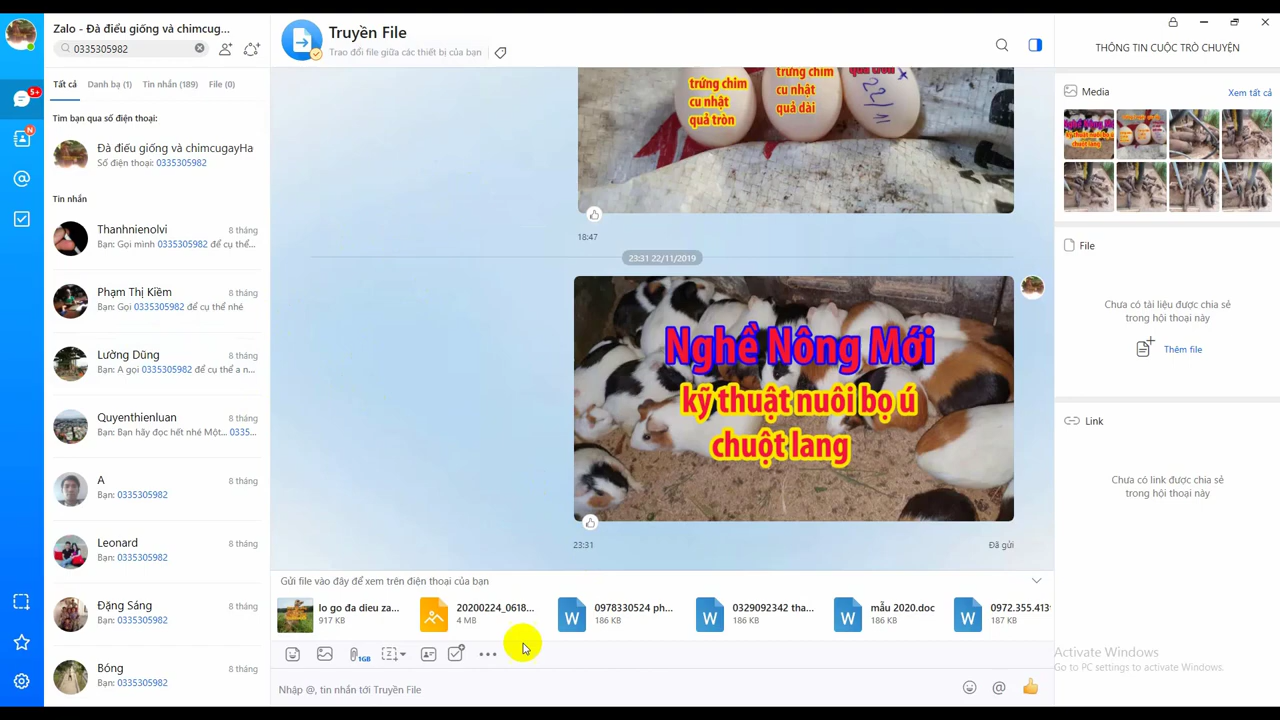 Zalo - Đà điểu giống và chimcug...
0335305982
Tất cả
Danh bạ (1)
Tin nhắn (189)
File (0)
Tìm bạn qua số điện thoại:
Đà điểu giống và chimcugayHa
Số điện thoại: 0335305982
Tin nhắn
Thanhnienolvi
8 tháng
Bạn: Gọi mình 0335305982 để cụ thể...
Phạm Thị Kiềm
8 tháng
Bạn: Gọi 0335305982 để cụ thể nhé
Lường Dũng
8 tháng
Bạn: A gọi 0335305982 để cụ thể a n...
Quyenthienluan
8 tháng
Bạn: Bạn hãy đọc hết nhé Một... 0335...
A
8 tháng
Bạn: 0335305982
Leonard
8 tháng
Bạn: 0335305982
Đặng Sáng
8 tháng
Bạn: 0335305982
Bóng
8 tháng
Bạn: 0335305982
5+
N
Truyền File
Trao đổi file giữa các thiết bị của bạn
trứng chim
cu nhật
quả tròn
trứng chim
cu nhật
quả dài
quả tròn
22/11
18:47
23:31 22/11/2019
Nghề Nông Mới
kỹ thuật nuôi bọ ú
chuột lang
23:31
Đã gửi
Gửi file vào đây để xem trên điện thoại của bạn
lo go đa dieu za...
917 KB
20200224_0618...
4 MB
0978330524 ph...
186 KB
0329092342 tha...
186 KB
mẫu 2020.doc
186 KB
0972.355.413
187 KB
1GB
Nhập @, tin nhắn tới Truyền File
THÔNG TIN CUỘC TRÒ CHUYỆN
Media
Xem tất cả
File
Chưa có tài liệu được chia sẻ
trong hội thoại này
Thêm file
Link
Chưa có link được chia sẻ
trong hội thoại này
Activate Windows
Go to PC settings to activate Windows.